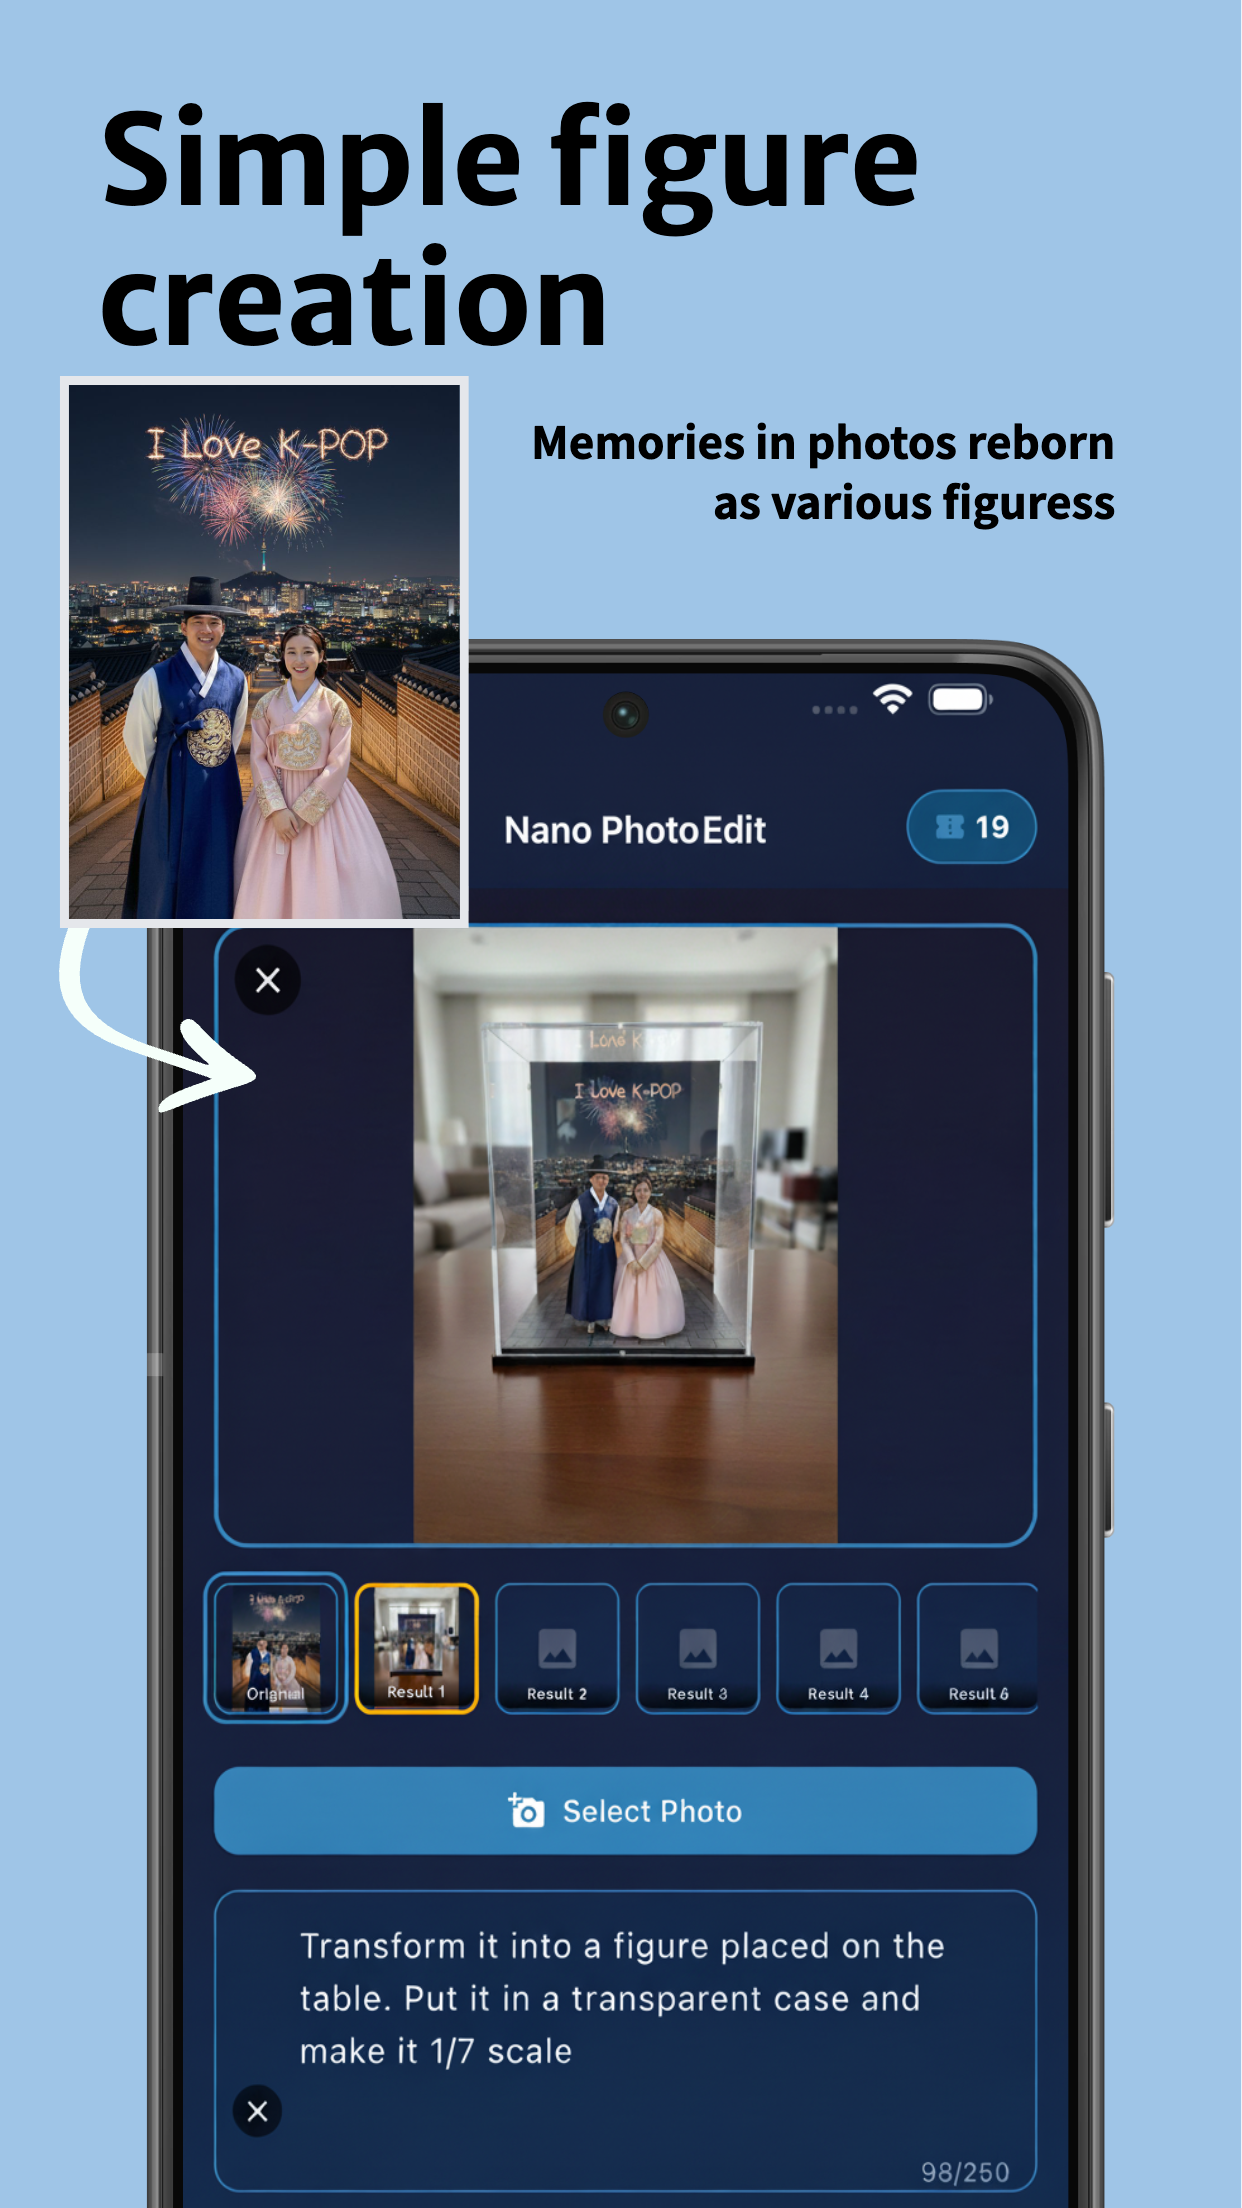 Simple figure
creation
I Love K-POP
Memories in photos reborn
as various figuress
Nano PhotoEdit
19
I Love K-POP
Result 1
Result 2
Result 3
Result 4
Result 6
Select Photo
Transform it into a figure placed on the
table. Put it in a transparent case and
make it 1/7 scale
98/250